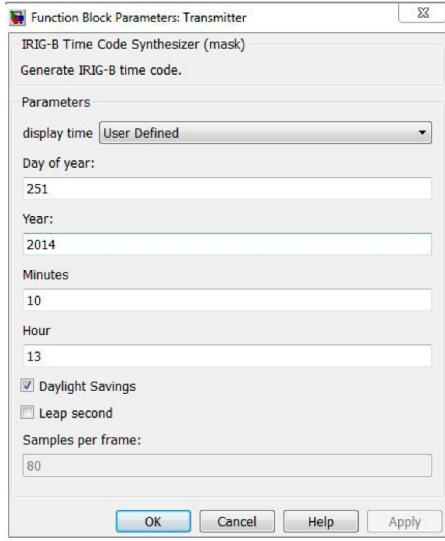 Function Block Parameters: Transmitter
IRIG-B Time Code Synthesizer (mask)
Generate IRIG-B time code.
Parameters
display time User Defined
Day of year:
251
Year:
2014
Minutes
10
Hour
13
Daylight Savings
Leap second
Samples per frame:
80
OK Cancel Help Apply